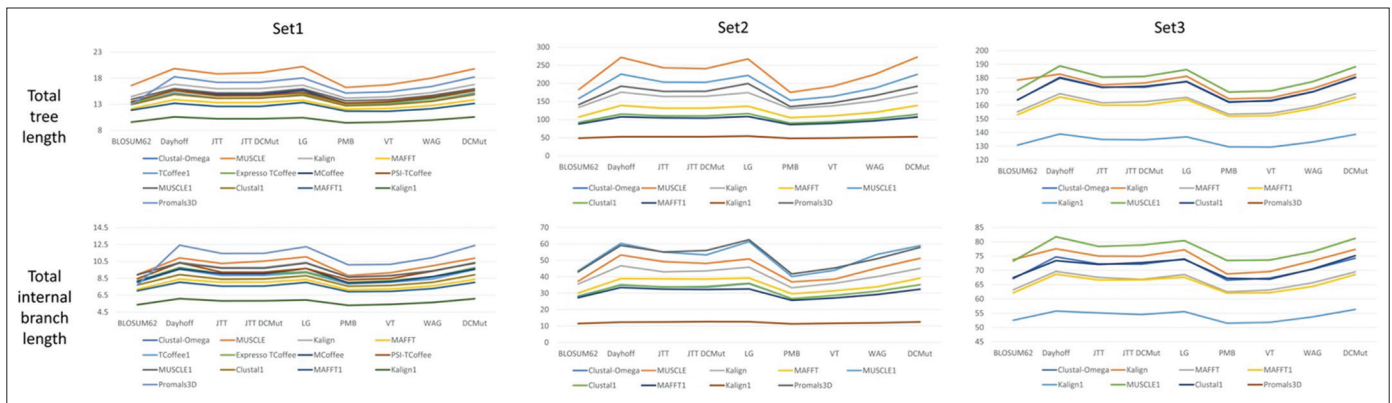 Set1
Set2
Set3
Total
tree
length
23
18
13
8
BLOSUM62 Dayhoff JTT JTT DCMut LG PMB VT WAG DCMut
Clustal-Omega MUSCLE Kalign MAFFT
TCoffee1 Expresso TCoffee MCoffee PSI-TCoffee
MUSCLE1 Clustal1 MAFFT1 Kalign1
Promals3D
300
250
200
150
100
50
0
BLOSUM62 Dayhoff JTT JTT DCMut LG PMB VT WAG DCMut
Clustal-Omega MUSCLE Kalign MAFFT MUSCLE1
Clustal1 MAFFT1 Kalign1 Promals3D
200
190
180
170
160
150
140
130
120
BLOSUM62 Dayhoff JTT JTT DCMut LG PMB VT WAG DCMut
Clustal-Omega Kalign MAFFT MAFFT1
Kalign1 MUSCLE1 Clustal1 Promals3D
Total
internal
branch
length
14.5
12.5
10.5
8.5
6.5
4.5
BLOSUM62 Dayhoff JTT JTT DCMut LG PMB VT WAG DCMut
Clustal-Omega MUSCLE Kalign MAFFT
TCoffee1 Expresso TCoffee MCoffee PSI-TCoffee
MUSCLE1 Clustal1 MAFFT1 Kalign1
Promals3D
70
60
50
40
30
20
10
0
BLOSUM62 Dayhoff JTT JTT DCMut LG PMB VT WAG DCMut
Clustal-Omega MUSCLE Kalign MAFFT MUSCLE1
Clustal1 MAFFT1 Kalign1 Promals3D
85
80
75
70
65
60
55
50
45
BLOSUM62 Dayhoff JTT JTT DCMut LG PMB VT WAG DCMut
Clustal-Omega Kalign MAFFT MAFFT1
Kalign1 MUSCLE1 Clustal1 Promals3D